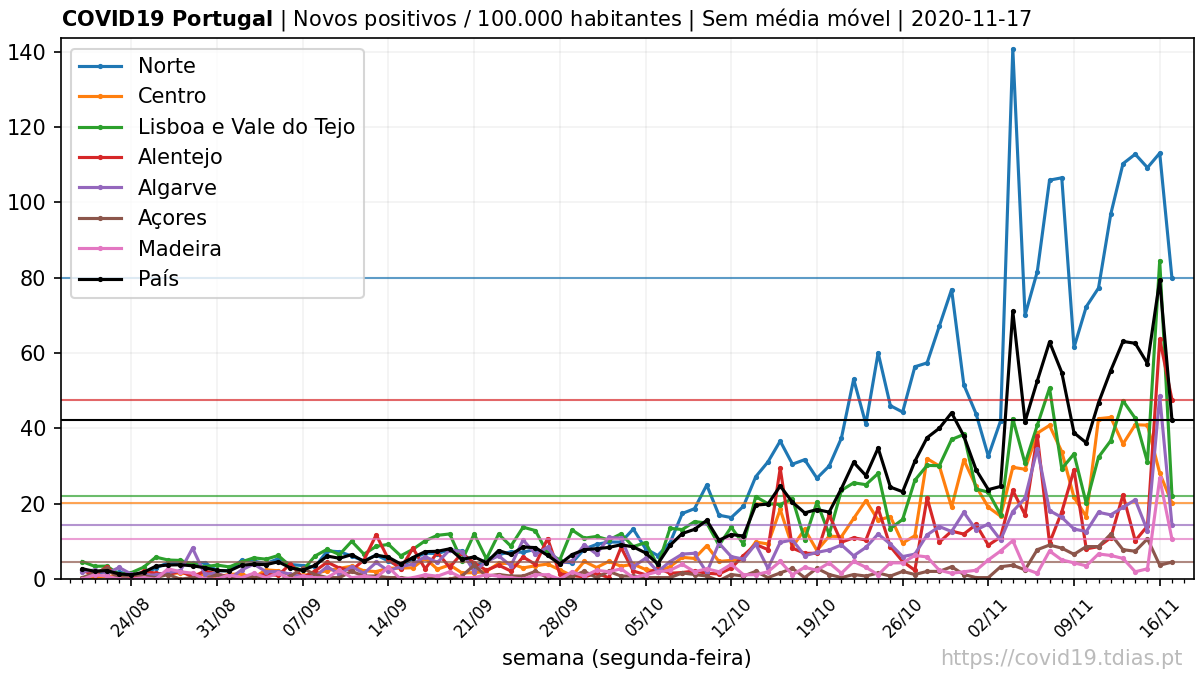 COVID19 Portugal | Novos positivos / 100.000 habitantes | Sem média móvel | 2020-11-17
140
120
100
80
60
40
20
0
Norte
Centro
Lisboa e Vale do Tejo
Alentejo
Algarve
Açores
Madeira
País
24/08
31/08
07/09
14/09
21/09
28/09
05/10
12/10
19/10
26/10
02/11
09/11
16/11
semana (segunda-feira)
https://covid19.tdias.pt